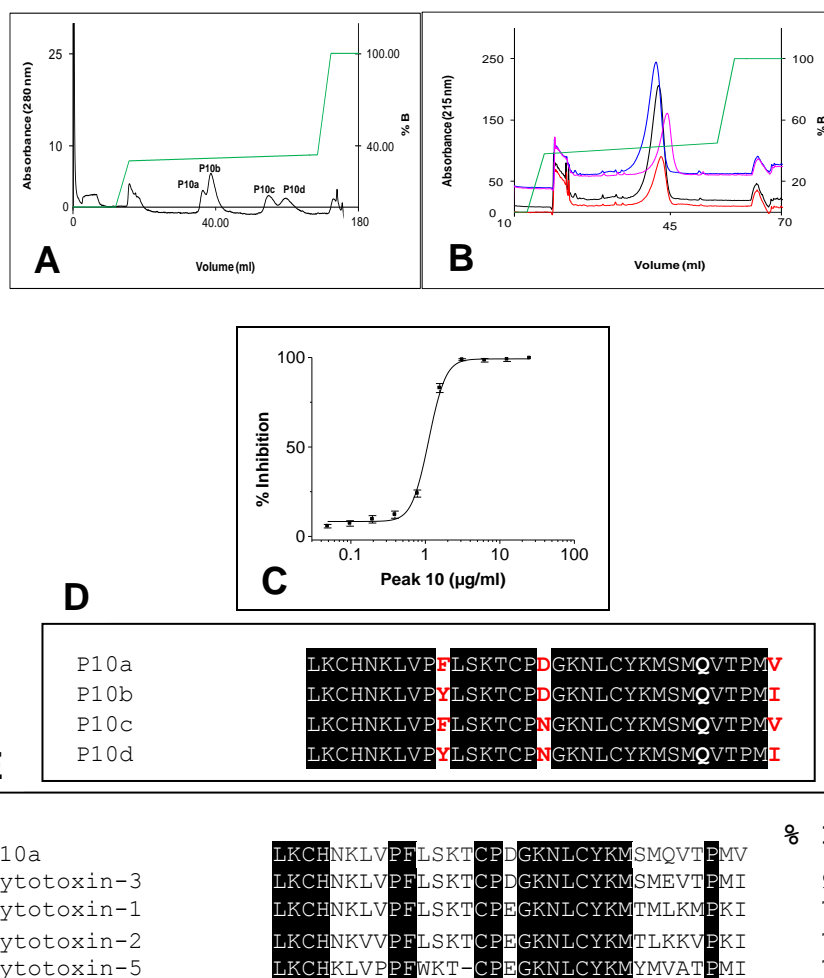 25
10
0
Absorbance (280 nm)
P10a
P10b
P10c
P10d
100.00
40.00
% B
0
40.00
180
Volume (ml)
A
250
150
50
0
Absorbance (215 nm)
100
60
20
% B
10
45
70
Volume (ml)
B
100
50
0
% Inhibition
0.1
1
10
100
Peak 10 (µg/ml)
C
D
P10a LKCHNKLVPFLSKTCPDGKNLCYKMSMQVTPMV
P10b LKCHNKLVPYLSKTCPDGKNLCYKMSMQVTPMI
P10c LKCHNKLVPFLSKTCPNGKNLCYKMSMQVTPMV
P10d LKCHNKLVPYLSKTCPNGKNLCYKMSMQVTPMI
%
10a LKCHNKLVPFLSKTCPDGKNLCYKMSMQVTPMV
ytotoxin-3 LKCHNKLVPFLSKTCPDGKNLCYKMSMEVTPMI
ytotoxin-1 LKCHNKLVPFLSKTCPEGKNLCYKMTMLKMPKI
ytotoxin-2 LKCHNKVVPFLSKTCPEGKNLCYKMTLKKVPKI
ytotoxin-5 LKCHKLVPPFWKT-CPEGKNLCYKMYMVATPMI